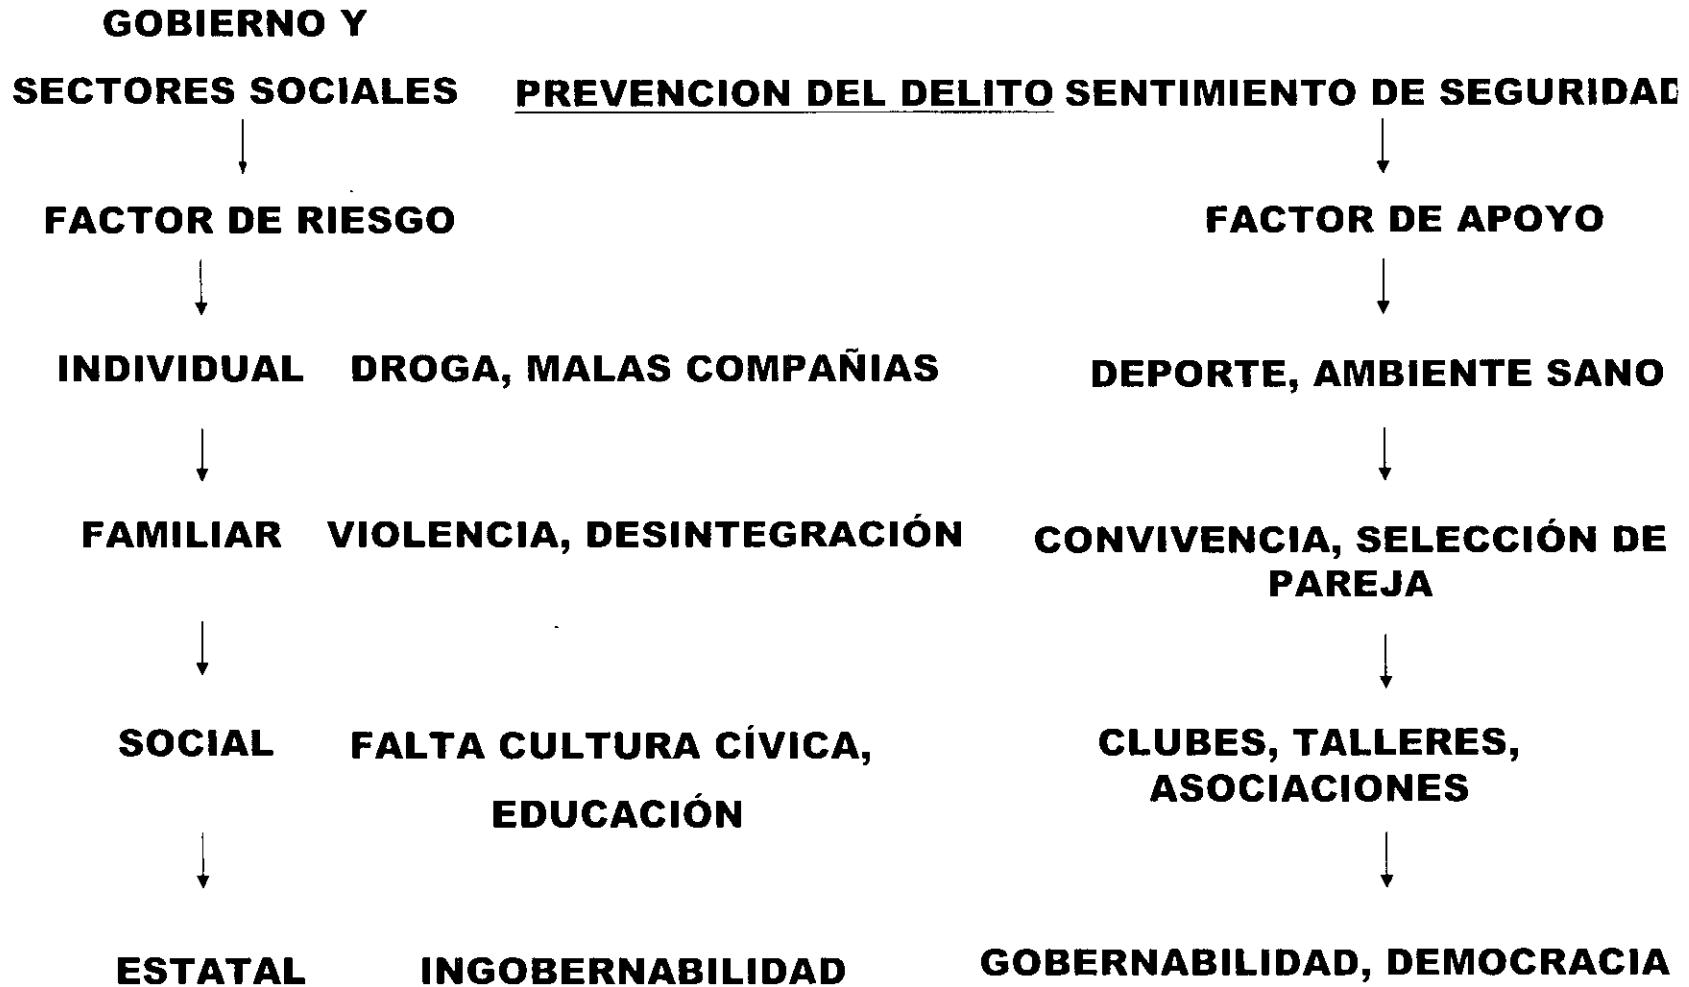 GOBIERNO Y
SECTORES SOCIALES PREVENCION DEL DELITO SENTIMIENTO DE SEGURIDAD
FACTOR DE RIESGO FACTOR DE APOYO
INDIVIDUAL DROGA, MALAS COMPAÑIAS DEPORTE, AMBIENTE SANO
FAMILIAR VIOLENCIA, DESINTEGRACIÓN CONVIVENCIA, SELECCIÓN DE
PAREJA
SOCIAL FALTA CULTURA CÍVICA, CLUBES, TALLERES,
ASOCIACIONES
EDUCACIÓN
ESTATAL INGOBERNABILIDAD GOBERNABILIDAD, DEMOCRACIA